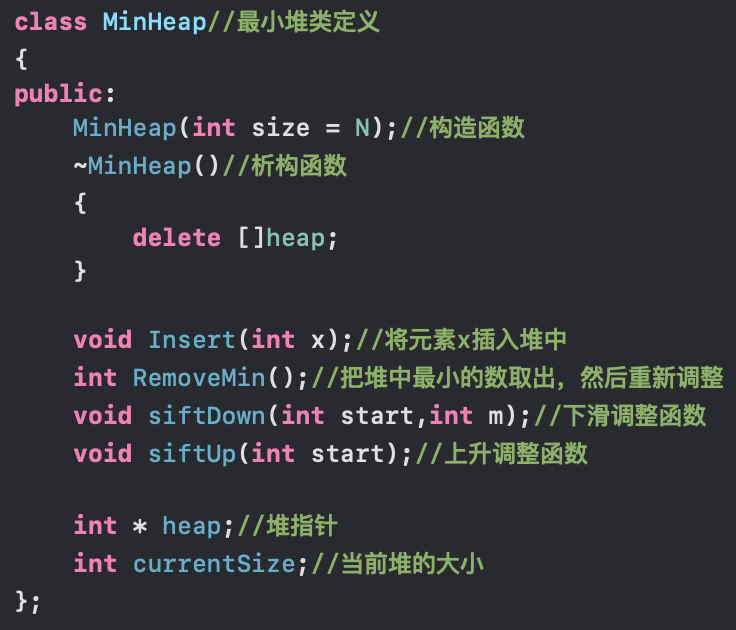 class MinHeap//最小堆类定义
{
public:
    MinHeap(int size = N);//构造函数
    ~MinHeap()//析构函数
    {
        delete []heap;
    }

    void Insert(int x);//将元素x插入堆中
    int RemoveMin();//把堆中最小的数取出，然后重新调整
    void siftDown(int start,int m);//下滑调整函数
    void siftUp(int start);//上升调整函数

    int * heap;//堆指针
    int currentSize;//当前堆的大小
};